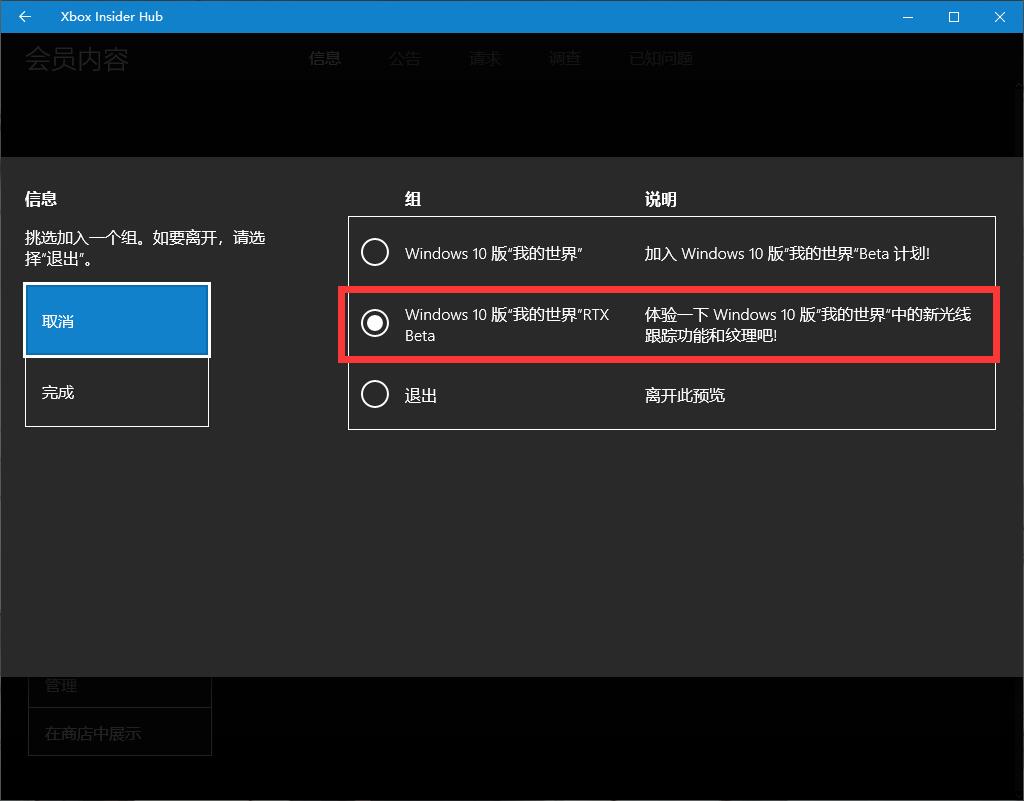 Xbox Insider Hub
会员内容
信息 公告 请求 调查 已知问题
信息
挑选加入一个组。如要离开，请选
择“退出”。
取消
完成
组 说明
Windows 10 版“我的世界” 加入 Windows 10 版“我的世界”Beta 计划!
Windows 10 版“我的世界”RTX 体验一下 Windows 10 版“我的世界”中的新光线
Beta 跟踪功能和纹理吧!
退出 离开此预览
管理
在商店中展示